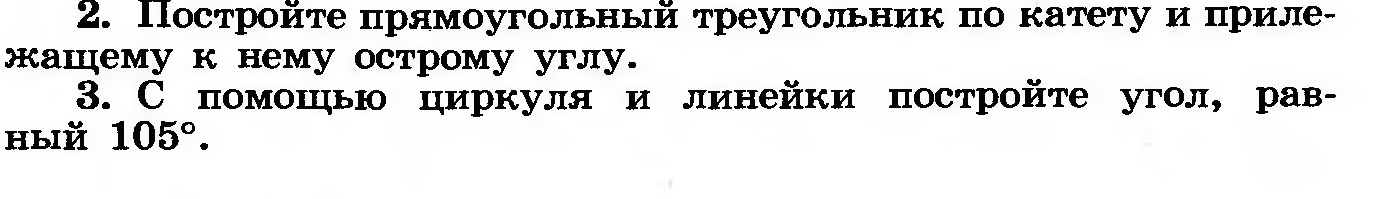 2. Постройте прямоугольный треугольник по катету и приле-
жащему к нему острому углу.
3. С помощью циркуля и линейки постройте угол, рав-
ный 105°.